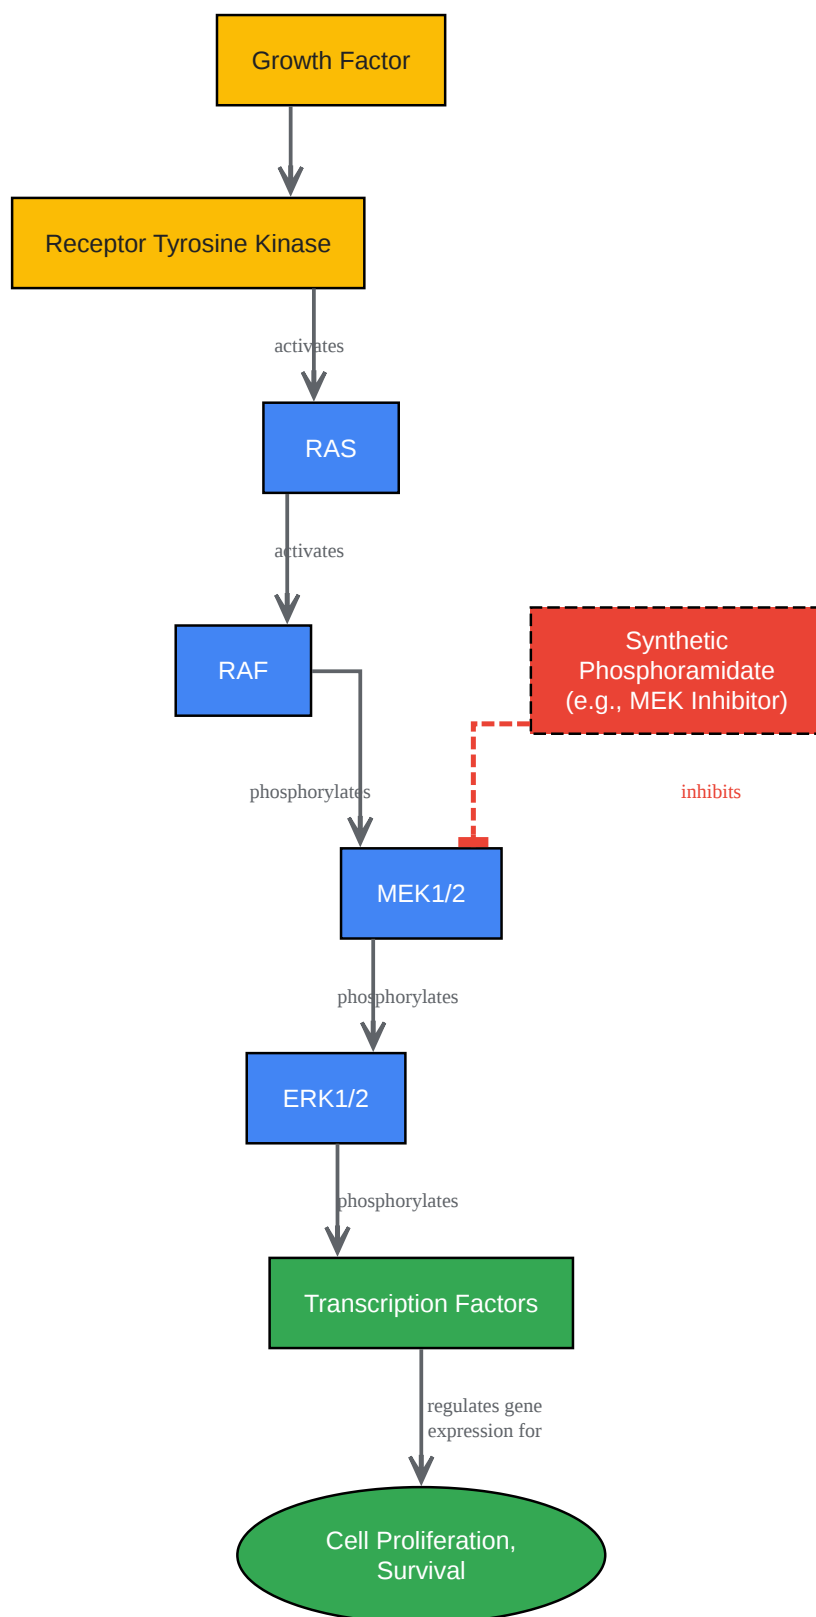 Growth Factor
Receptor Tyrosine Kinase
activates
RAS
activates
RAF
Synthetic
Phosphoramidate
(e.g., MEK Inhibitor)
phosphorylates
inhibits
MEK1/2
phosphorylates
ERK1/2
phosphorylates
Transcription Factors
regulates gene
expression for
Cell Proliferation,
Survival